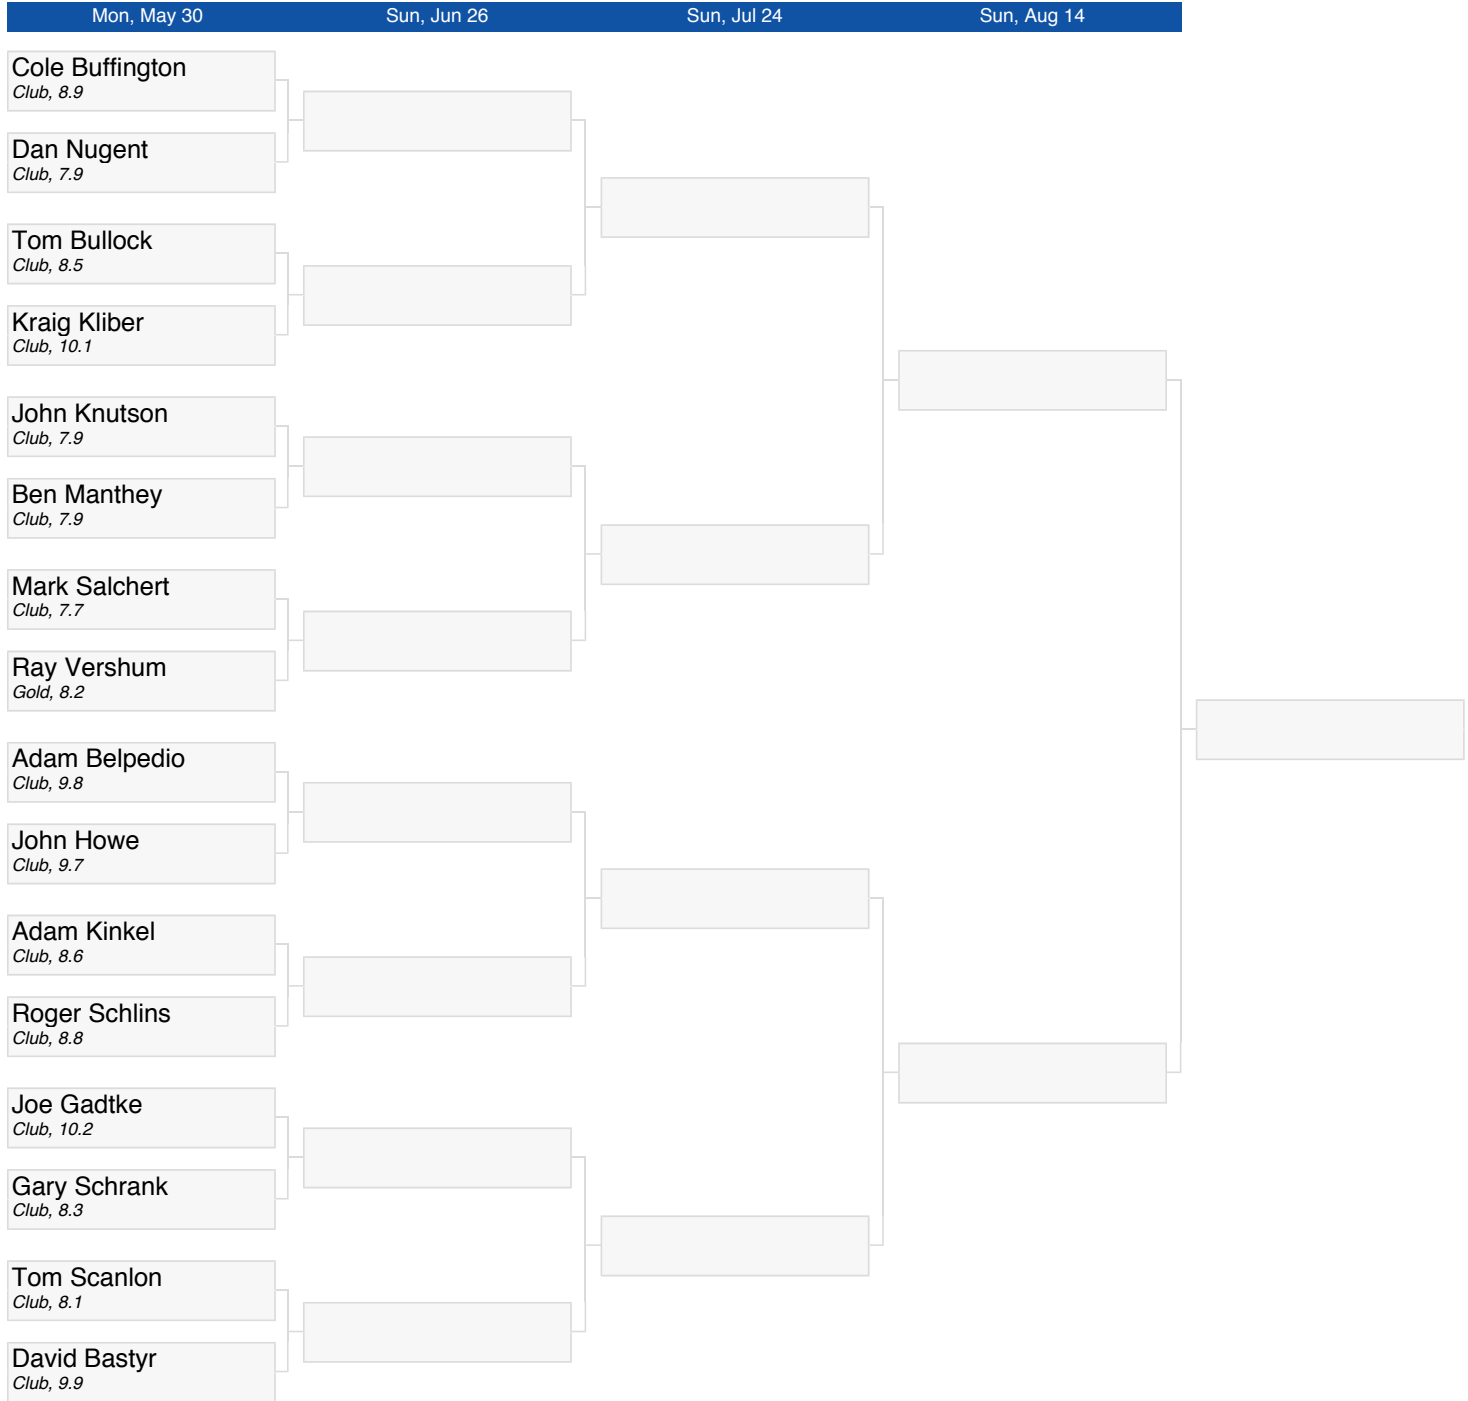 Mon, May 30
Sun, Jun 26
Sun, Jul 24
Sun, Aug 14
Cole Buffington
Club, 8.9
Dan Nugent
Club, 7.9
Tom Bullock
Club, 8.5
Kraig Kliber
Club, 10.1
John Knutson
Club, 7.9
Ben Manthey
Club, 7.9
Mark Salchert
Club, 7.7
Ray Vershum
Gold, 8.2
Adam Belpedio
Club, 9.8
John Howe
Club, 9.7
Adam Kinkel
Club, 8.6
Roger Schlins
Club, 8.8
Joe Gadtke
Club, 10.2
Gary Schrank
Club, 8.3
Tom Scanlon
Club, 8.1
David Bastyr
Club, 9.9